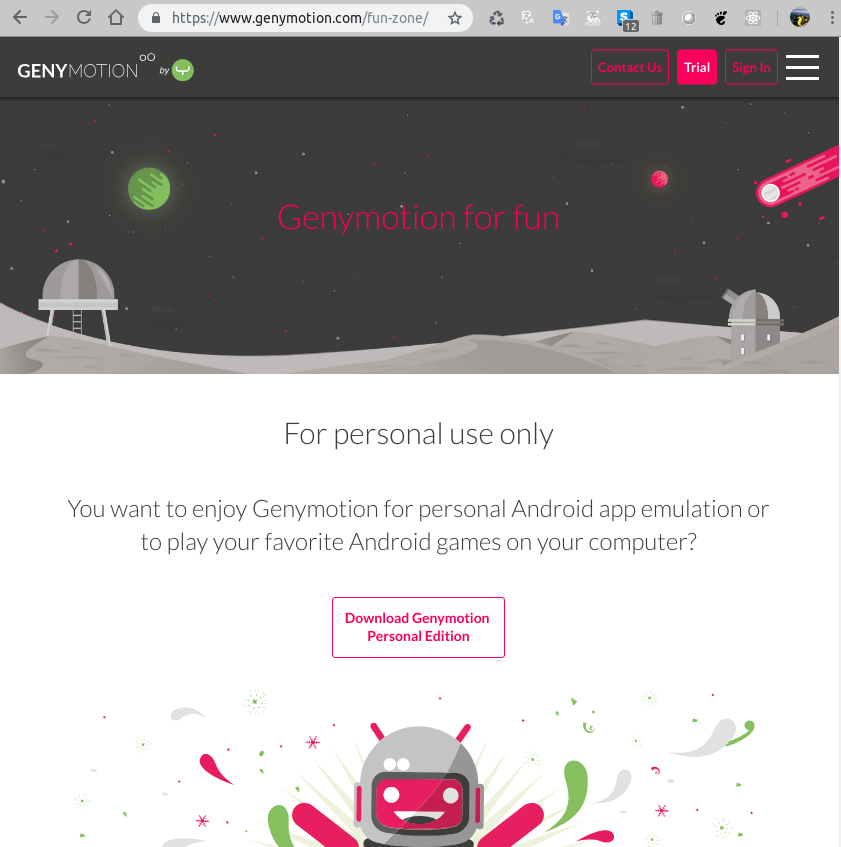 https://www.genymotion.com/fun-zone/
12
GENYMOTION by
Contact Us
Trial
Sign In
Genymotion for fun
For personal use only
You want to enjoy Genymotion for personal Android app emulation or
to play your favorite Android games on your computer?
Download Genymotion
Personal Edition